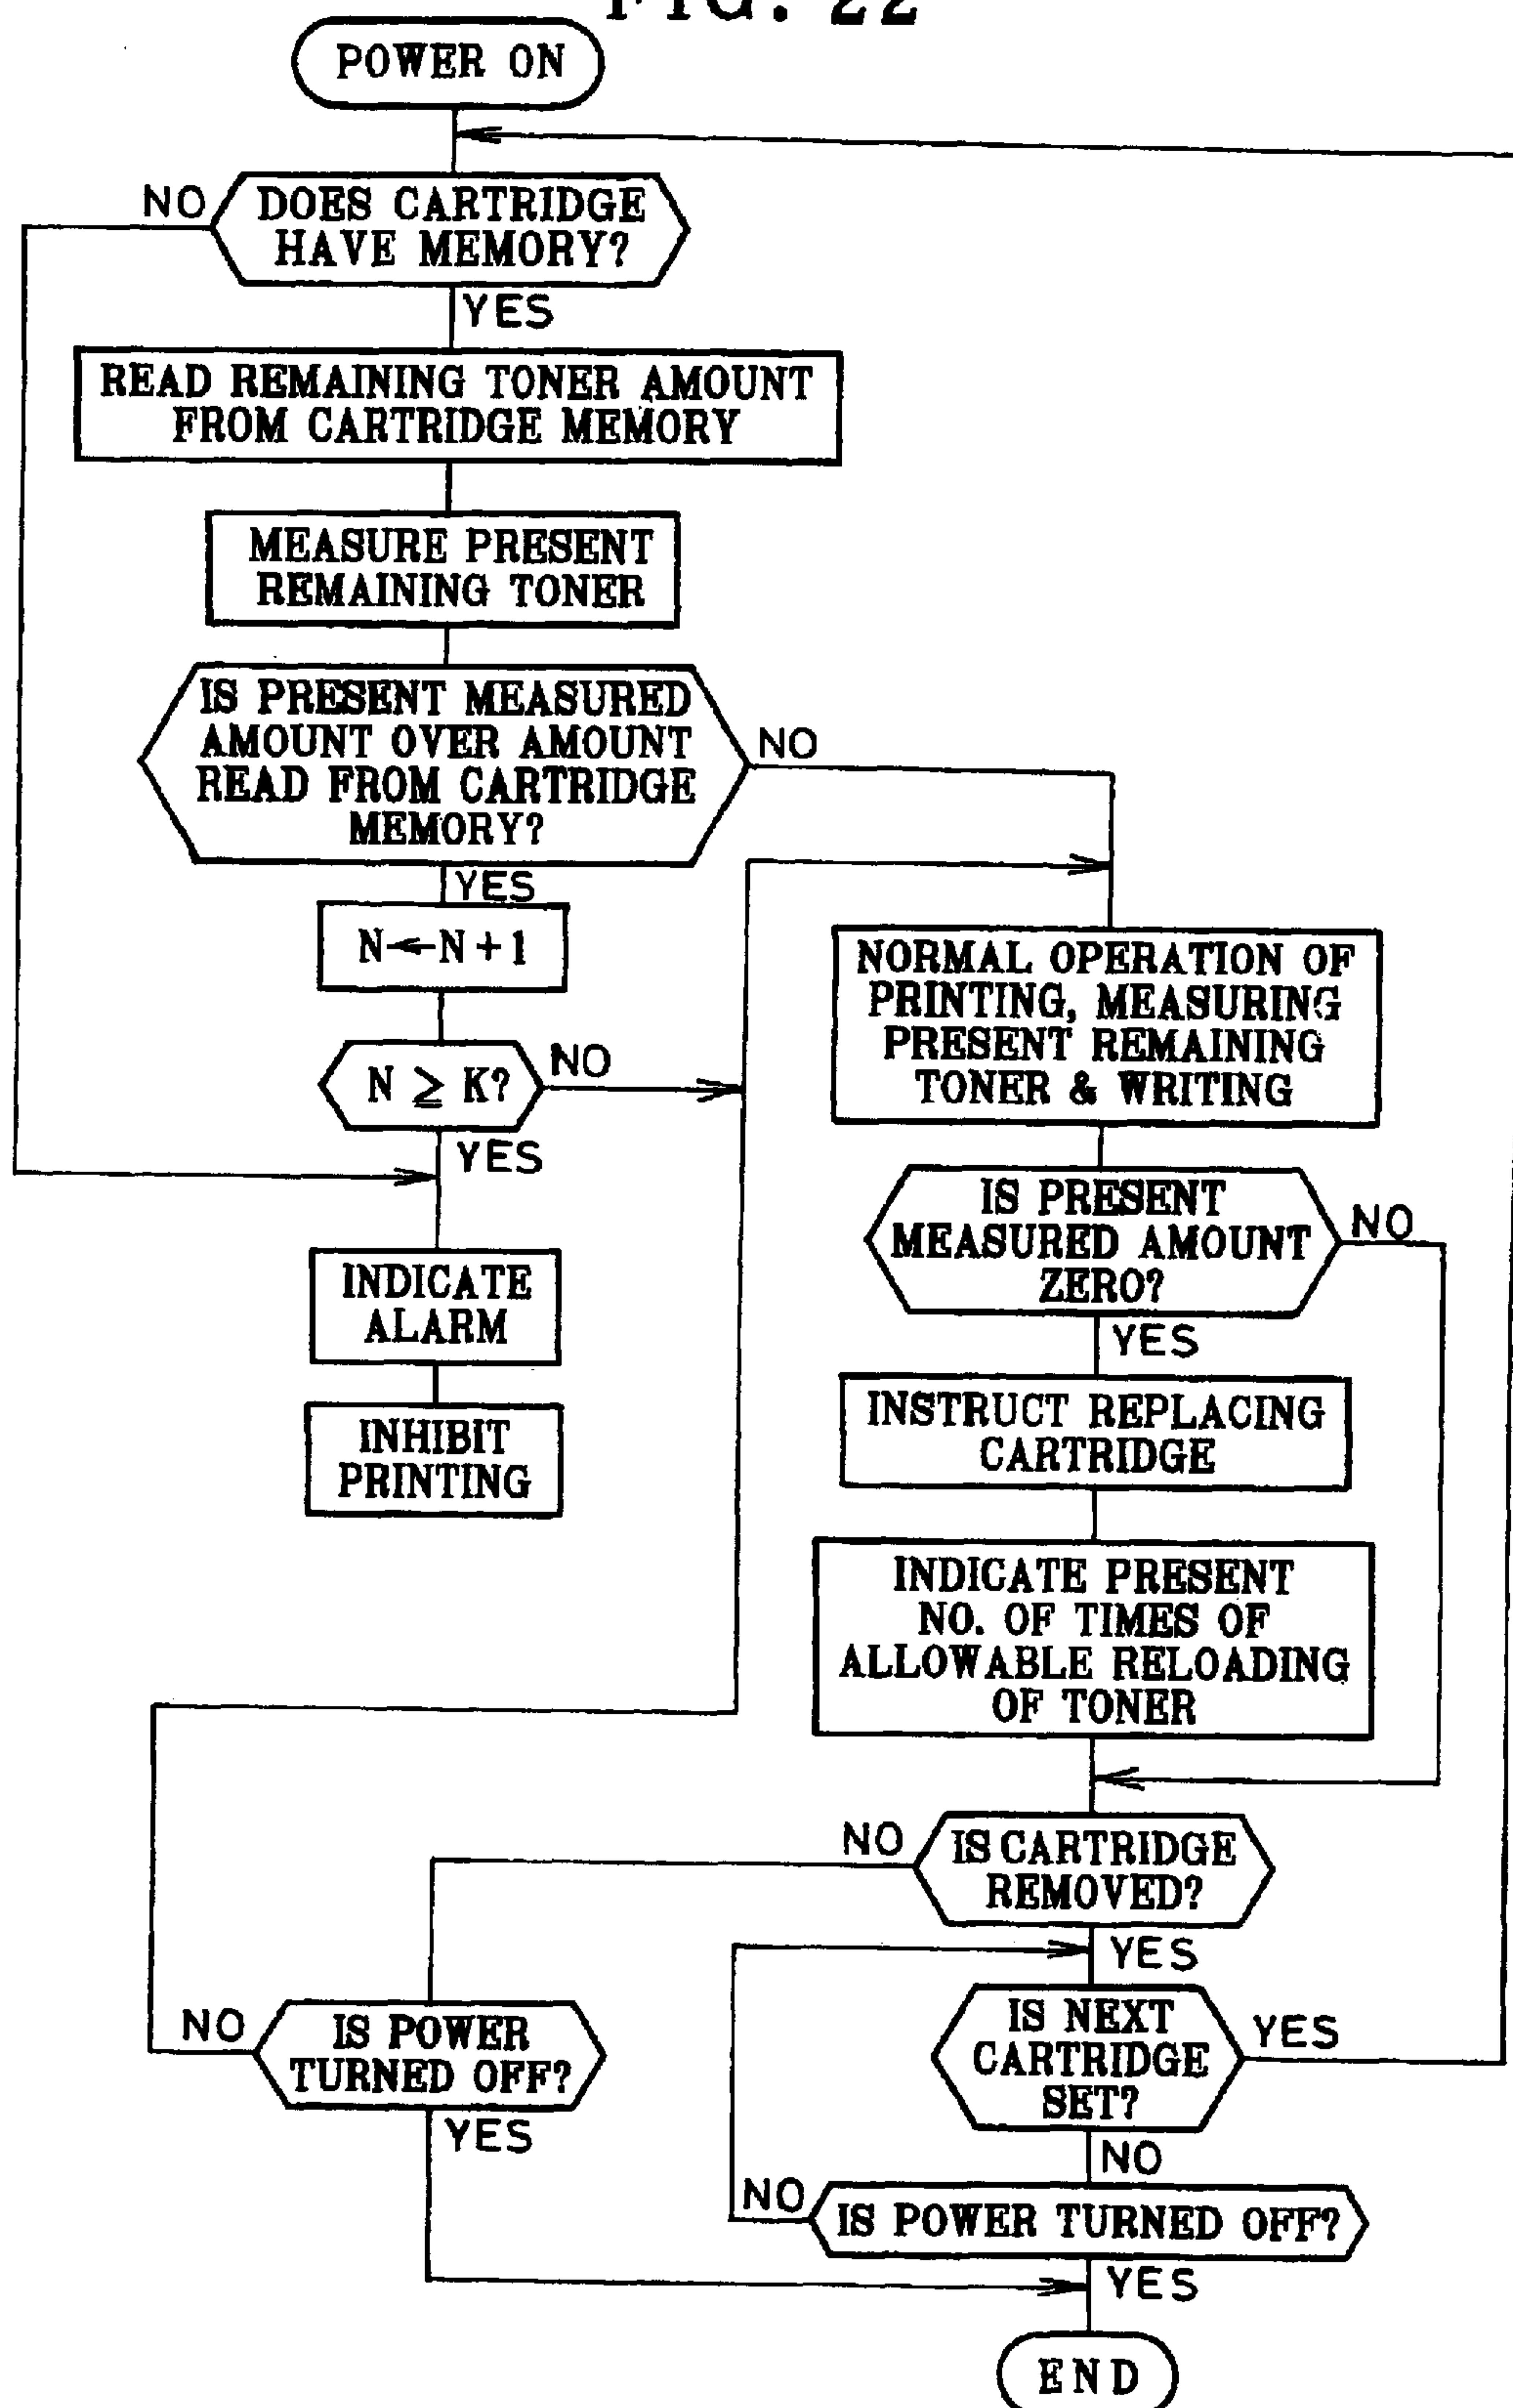 FIG. 22
POWER ON
NO
DOES CARTRIDGE
HAVE MEMORY?
YES
READ REMAINING TONER AMOUNT
FROM CARTRIDGE MEMORY
MEASURE PRESENT
REMAINING TONER
IS PRESENT MEASURED
AMOUNT OVER AMOUNT
READ FROM CARTRIDGE
MEMORY?
NO
YES
N←N+1
N ≧ K?
NO
YES
INDICATE
ALARM
INHIBIT
PRINTING
NORMAL OPERATION OF
PRINTING, MEASURING
PRESENT REMAINING
TONER & WRITING
IS PRESENT
MEASURED AMOUNT
ZERO?
NO
YES
INSTRUCT REPLACING
CARTRIDGE
INDICATE PRESENT
NO. OF TIMES OF
ALLOWABLE RELOADING
OF TONER
NO
IS CARTRIDGE
REMOVED?
YES
NO
IS POWER
TURNED OFF?
YES
IS NEXT
CARTRIDGE
SET?
YES
NO
NO
IS POWER TURNED OFF?
YES
END